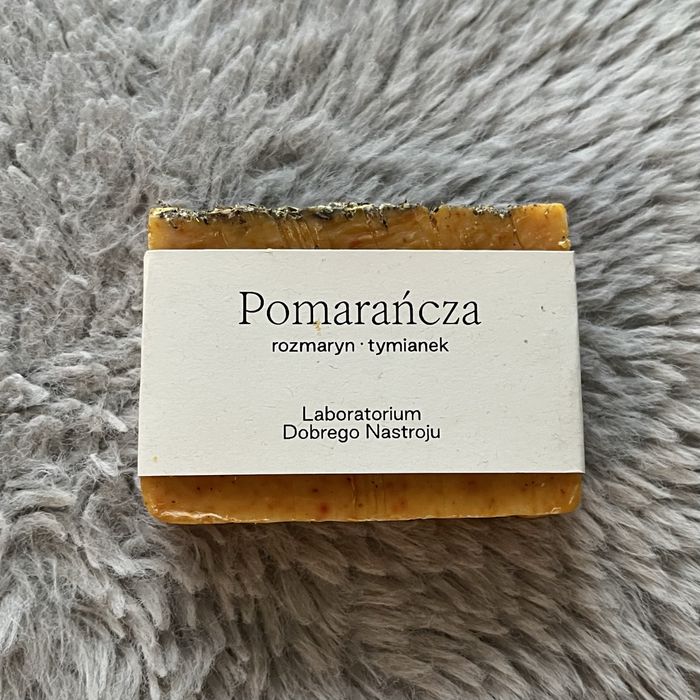 Pomarańcza
rozmaryn · tymianek
Laboratorium
Dobrego Nastroju